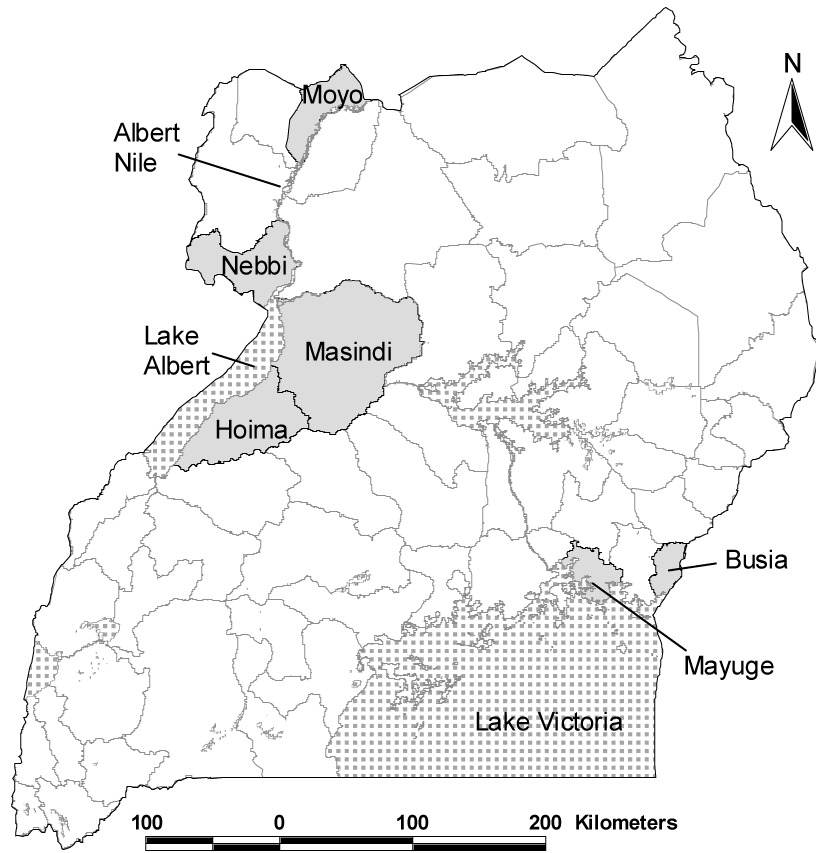 N
Moyo
Albert
Nile
Nebbi
Lake
Albert
Masindi
Hoima
Busia
Mayuge
Lake Victoria
100 0 100 200 Kilometers